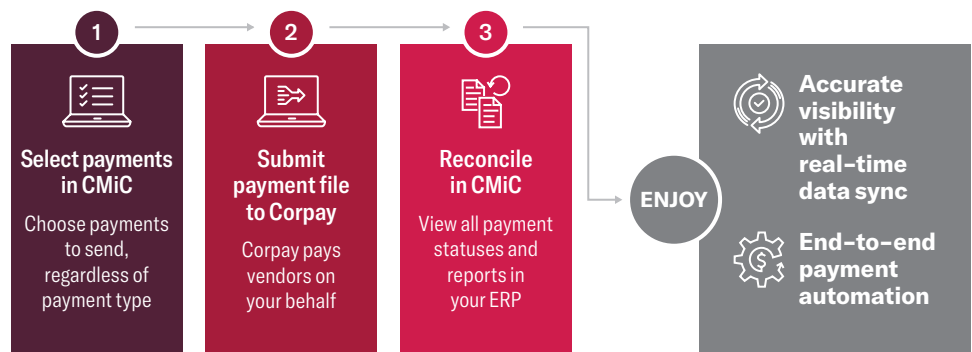 1
Select payments
in CMiC
Choose payments
to send,
regardless of
payment type
2
Submit
payment file
to Corpay
Corpay pays
vendors on
your behalf
3
Reconcile
in CMiC
View all payment
statuses and
reports in
your ERP
ENJOY
Accurate
visibility
with
real-time
data sync
$
End-to-end
payment
automation